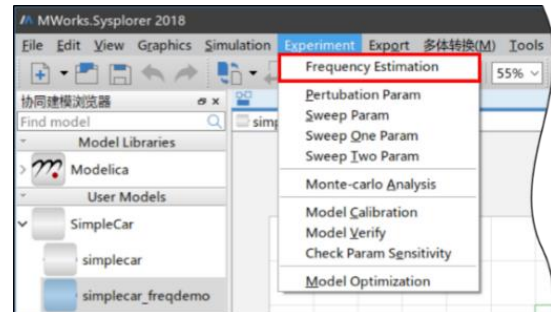 MWorks.Sysplorer 2018
File Edit View Graphics Simulation Experiment Export 多体转换(M) Tools
Frequency Estimation
55%
协同建模浏览器
Pertubation Param
Find model
simp
Sweep Param
Model Libraries
Sweep One Param
Modelica
Sweep Two Param
User Models
Monte-carlo Analysis
SimpleCar
Model Calibration
simplecar
Model Verify
Check Param Sensitivity
simplecar_freqdemo
Model Optimization